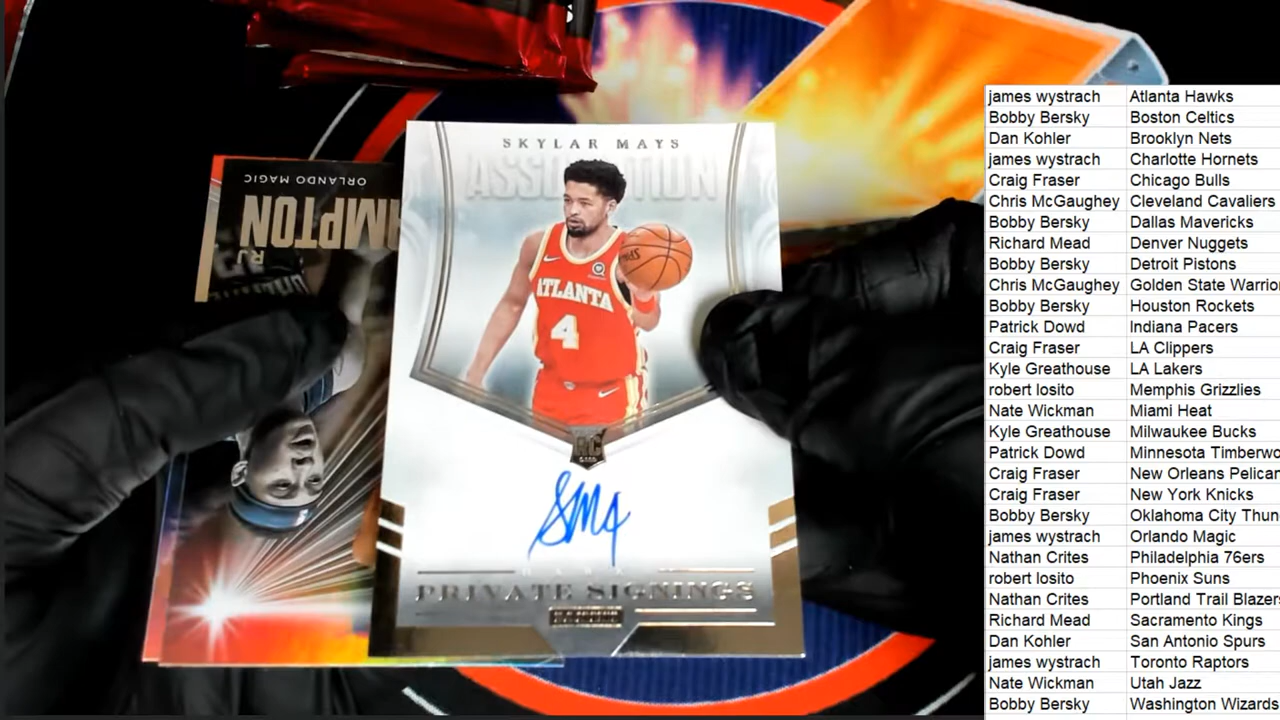 SKYLAR MAYS
ASSUMPTION
ORLANDO MAGIC
RJ
AMPTON
ATLANTA
4
RC
HAWKS
PRIVATE SIGNINGS
james wystrach Atlanta Hawks
Bobby Bersky Boston Celtics
Dan Kohler Brooklyn Nets
james wystrach Charlotte Hornets
Craig Fraser Chicago Bulls
Chris McGaughey Cleveland Cavaliers
Bobby Bersky Dallas Mavericks
Richard Mead Denver Nuggets
Bobby Bersky Detroit Pistons
Chris McGaughey Golden State Warrio
Bobby Bersky Houston Rockets
Patrick Dowd Indiana Pacers
Craig Fraser LA Clippers
Kyle Greathouse LA Lakers
robert losito Memphis Grizzlies
Nate Wickman Miami Heat
Kyle Greathouse Milwaukee Bucks
Patrick Dowd Minnesota Timberwo
Craig Fraser New Orleans Pelican
Craig Fraser New York Knicks
Bobby Bersky Oklahoma City Thun
james wystrach Orlando Magic
Nathan Crites Philadelphia 76ers
robert losito Phoenix Suns
Nathan Crites Portland Trail Blazer
Richard Mead Sacramento Kings
Dan Kohler San Antonio Spurs
james wystrach Toronto Raptors
Nate Wickman Utah Jazz
Bobby Bersky Washington Wizards